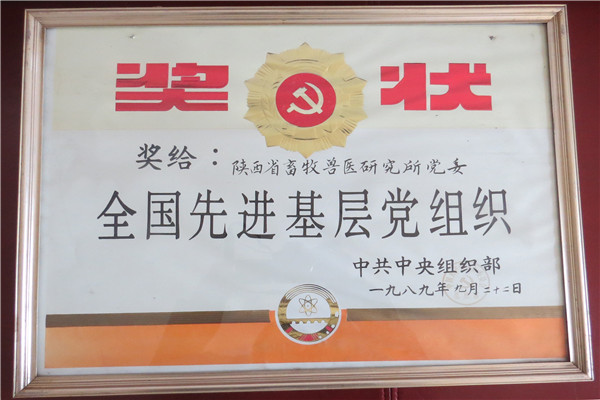 奖状
奖给：陕西省畜牧兽医研究所党委
全国先进基层党组织
中共中央组织部
一九八九年九月二十二日